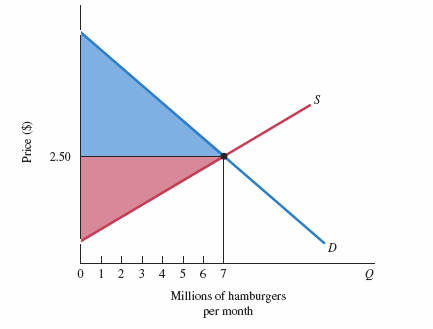 Price ($)
S
2.50
D
0 1 2 3 4 5 6 7 Q
Millions of hamburgers
per month